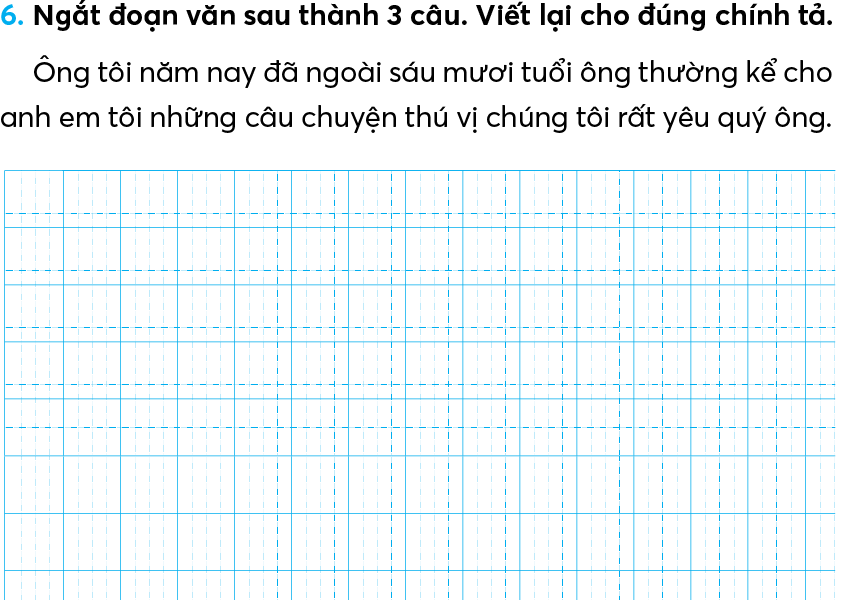 6. Ngắt đoạn văn sau thành 3 câu. Viết lại cho đúng chính tả.
Ông tôi năm nay đã ngoài sáu mươi tuổi ông thường kể cho
anh em tôi những câu chuyện thú vị chúng tôi rất yêu quý ông.